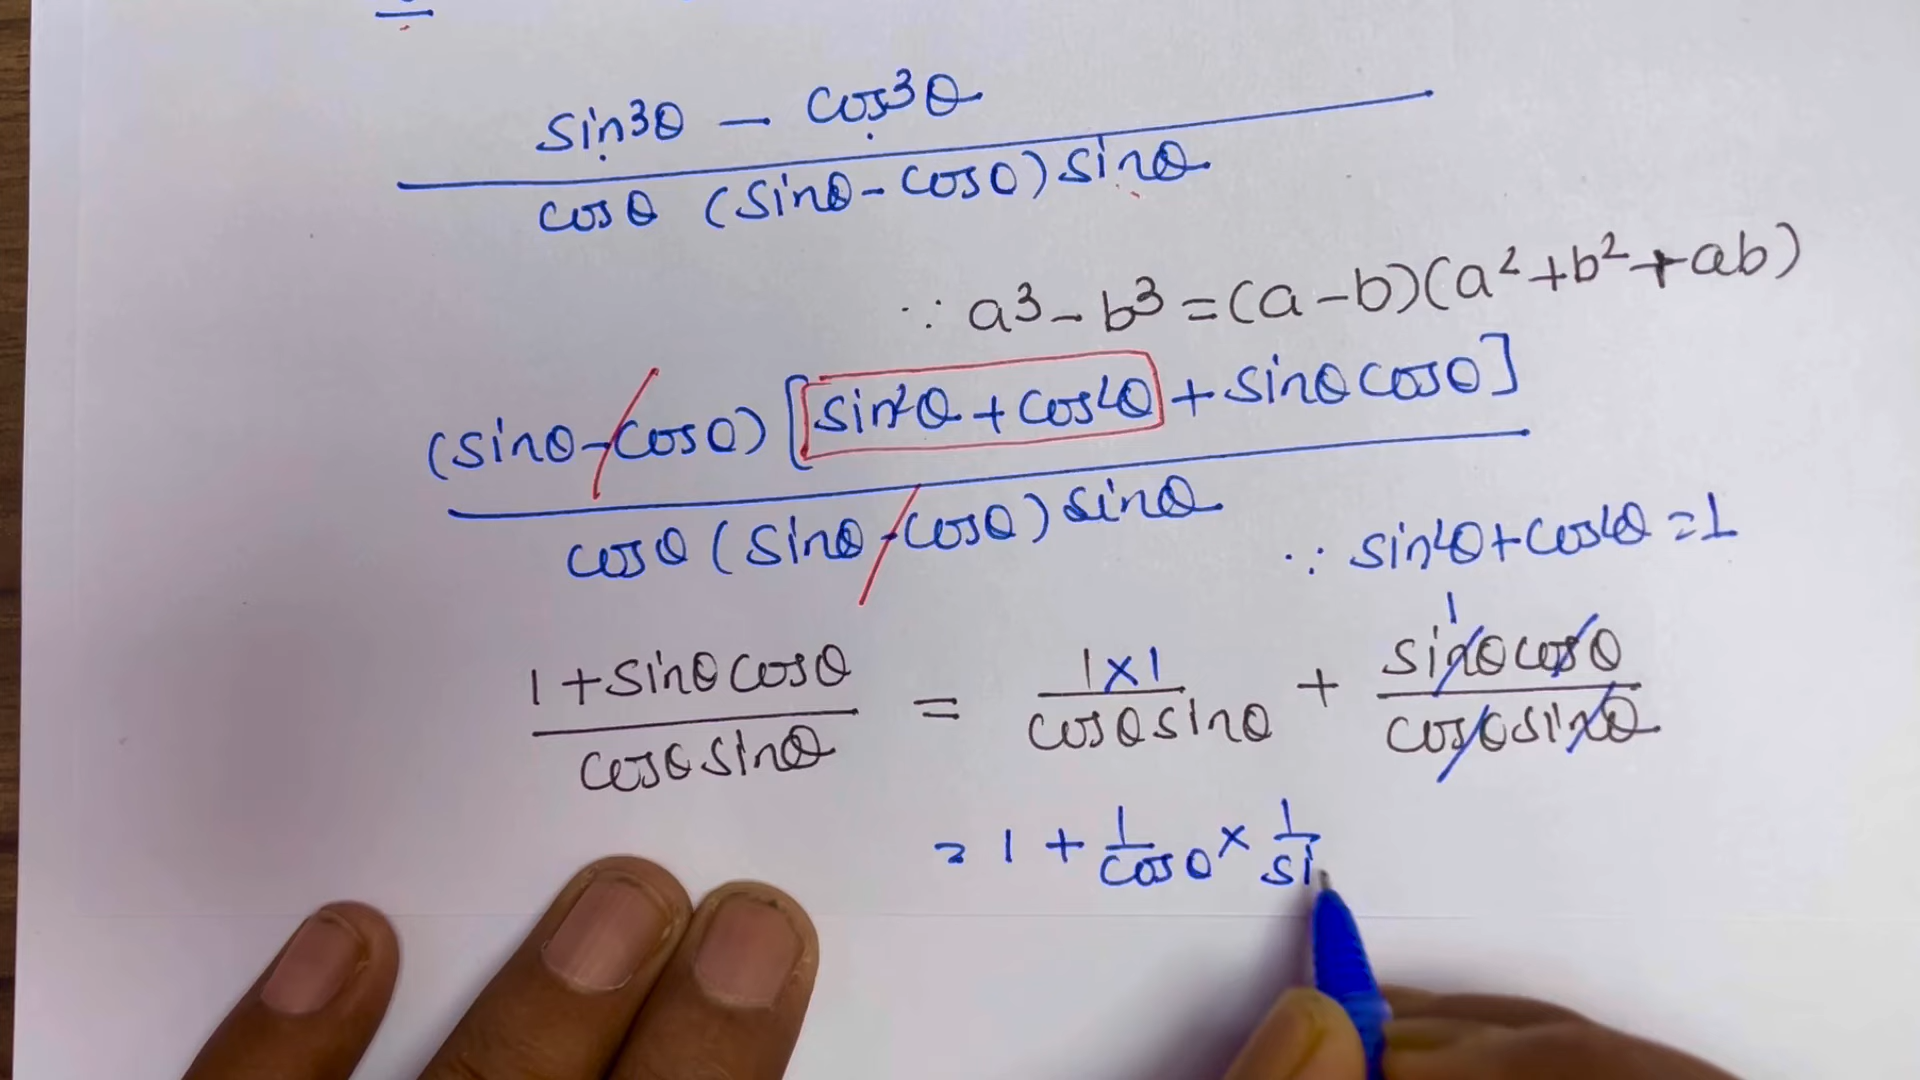 sin³θ - cos³θ
cosθ (sinθ - cosθ) sinθ
∵ a³ - b³ = (a - b)(a² + b² + ab)
(sinθ - cosθ) [sin²θ + cos²θ + sinθ cosθ]
cosθ (sinθ - cosθ) sinθ
∵ sin²θ + cos²θ = 1
1 + sinθ cosθ / cosθ sinθ = 1 × 1 / cosθ sinθ + sinθ cosθ / cosθ sinθ
1
= 1 + 1/cosθ × 1/si